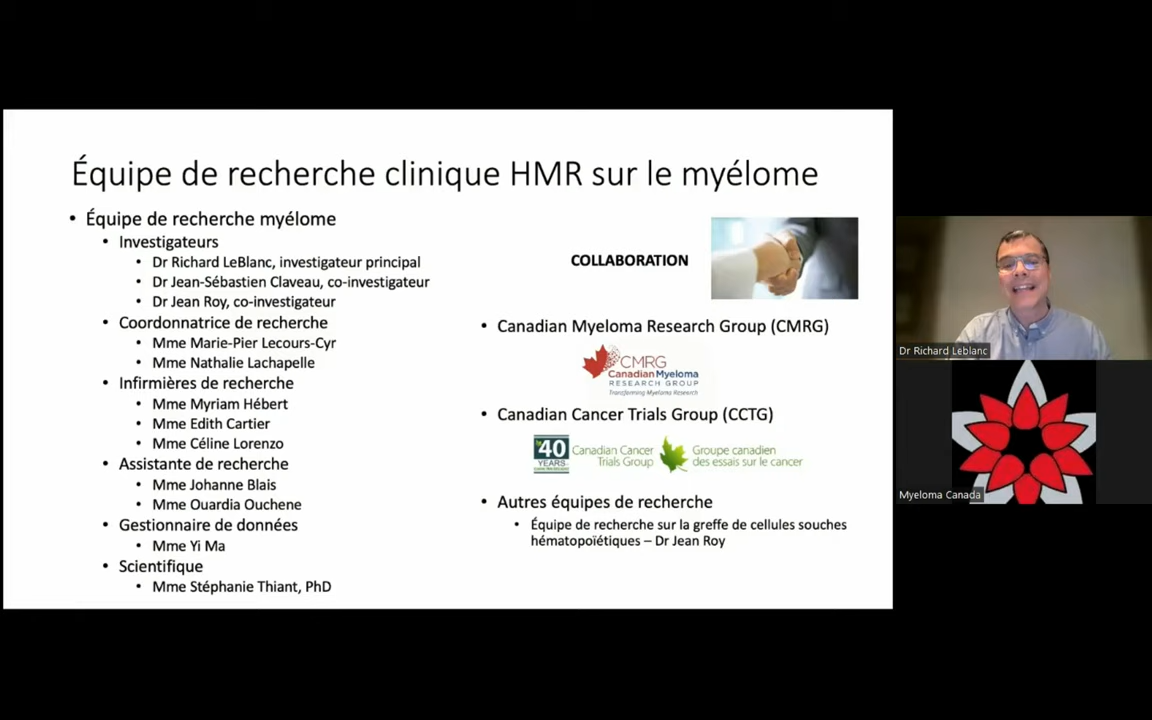 Équipe de recherche clinique HMR sur le myélome
• Équipe de recherche myélome
• Investigateurs
• Dr Richard LeBlanc, investigateur principal
• Dr Jean-Sébastien Claveau, co-investigateur
• Dr Jean Roy, co-investigateur
• Coordonnatrice de recherche
• Mme Marie-Pier Lecours-Cyr
• Mme Nathalie Lachapelle
• Infirmières de recherche
• Mme Myriam Hébert
• Mme Edith Cartier
• Mme Céline Lorenzo
• Assistante de recherche
• Mme Johanne Blais
• Mme Ouardia Ouchene
• Gestionnaire de données
• Mme Yi Ma
• Scientifique
• Mme Stéphanie Thiant, PhD
COLLABORATION
• Canadian Myeloma Research Group (CMRG)
CMRG
Canadian Myeloma
RESEARCH GROUP
Transforming Myeloma Research
• Canadian Cancer Trials Group (CCTG)
40
YEARS
Canadian Cancer
Trials Group
Groupe canadien
des essais sur le cancer
• Autres équipes de recherche
• Équipe de recherche sur la greffe de cellules souches
hématopoïétiques – Dr Jean Roy
Dr Richard Leblanc
Myeloma Canada